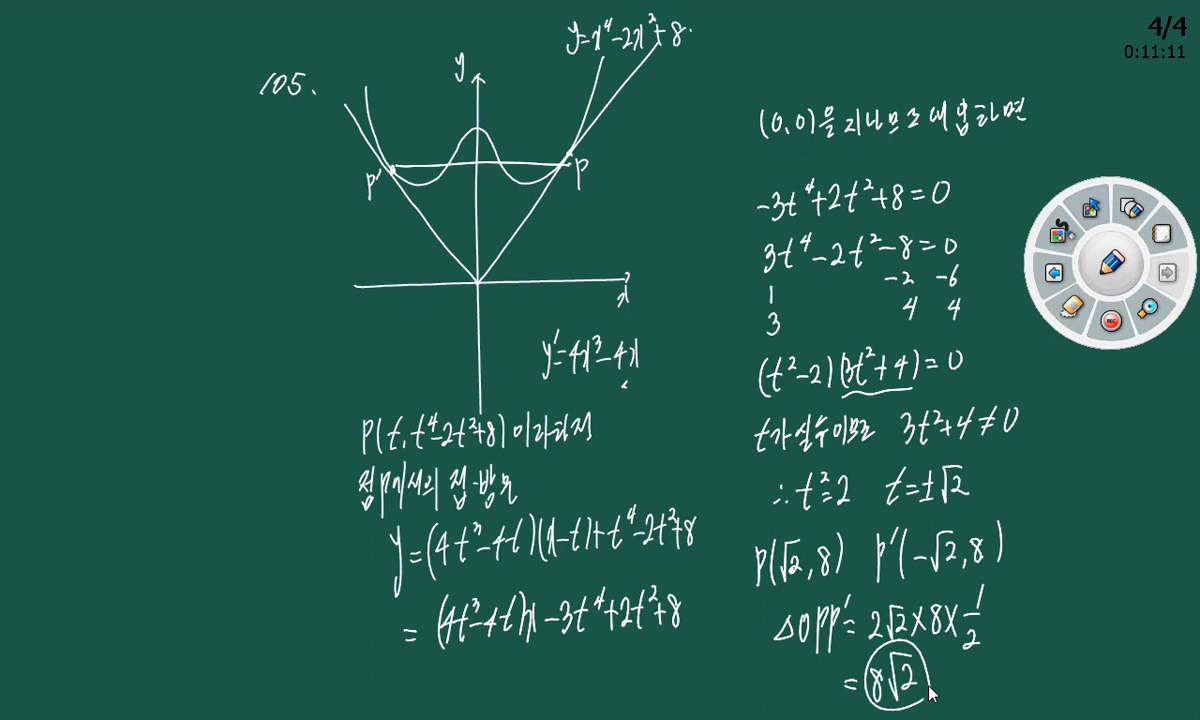 4/4
0:11:11
105.
y=x⁴-2x²+8.
y
P'
P
x
y'=4x³-4x
P(t, t⁴-2t²+8)이라하자
점P에서의 접·방은
y=(4t³-4t)(x-t)+t⁴-2t²+8
=(4t³-4t)x-3t⁴+2t²+8
(0,0)을 지나므로 대입하면
-3t⁴+2t²+8=0
3t⁴-2t²-8=0
1 -2 -6
3 4 4
(t²-2)(3t²+4)=0
t가 실수이므로 3t²+4≠0
∴t²=2 t=±√2
P(√2, 8) P'(-√2, 8)
△OPP'=2√2×8×1/2
=8√2
REC